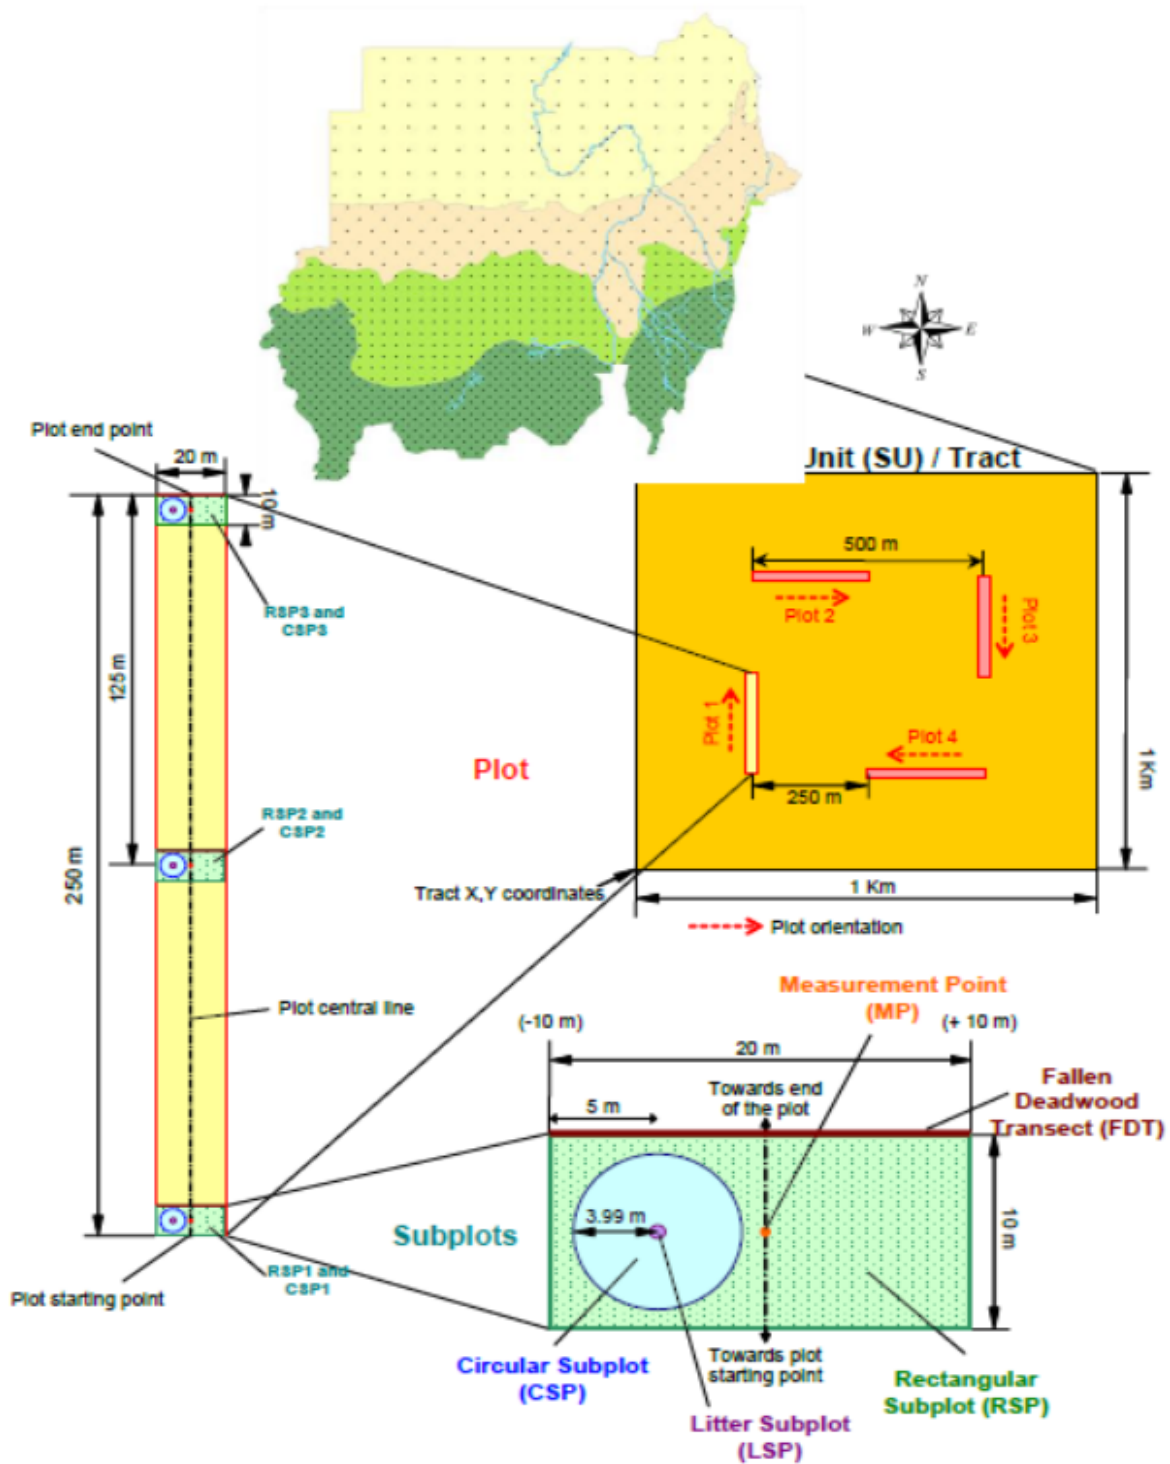 N
W E
S
Plot end point
20 m
10 m
Unit (SU) / Tract
500 m
Plot 2
Plot 3
RSP3 and
CSP3
125 m
Plot 1
Plot 4
Plot
250 m
1 Km
RSP2 and
CSP2
250 m
Tract X,Y coordinates
1 Km
Plot orientation
Plot central line
Measurement Point
(MP)
(-10 m)
(+ 10 m)
20 m
Fallen
Deadwood
Transect (FDT)
Towards end
of the plot
5 m
3.99 m
10 m
Subplots
RSP1 and
CSP1
Plot starting point
Towards plot
starting point
Circular Subplot
(CSP)
Rectangular
Subplot (RSP)
Litter Subplot
(LSP)